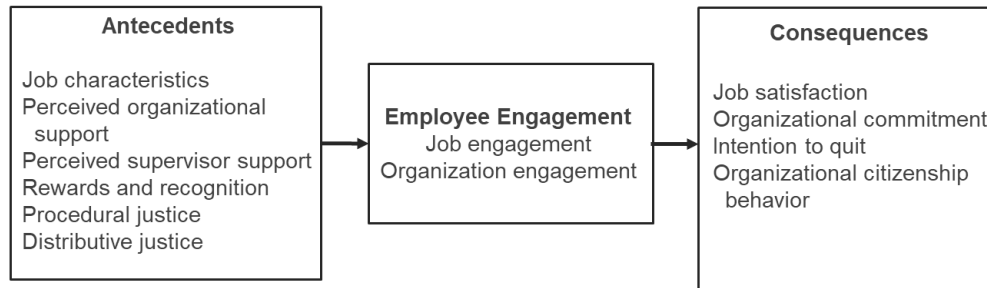 Antecedents
Job characteristics
Perceived organizational
support
Perceived supervisor support
Rewards and recognition
Procedural justice
Distributive justice
Employee Engagement
Job engagement
Organization engagement
Consequences
Job satisfaction
Organizational commitment
Intention to quit
Organizational citizenship
behavior